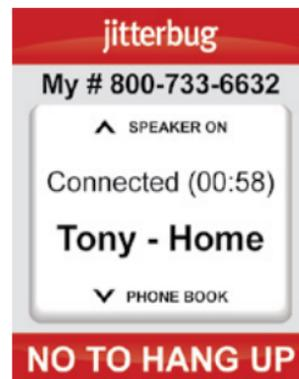 jitterbug
My # 800-733-6632
SPEAKER ON
Connected (00:58)
Tony - Home
PHONE BOOK
NO TO HANG UP